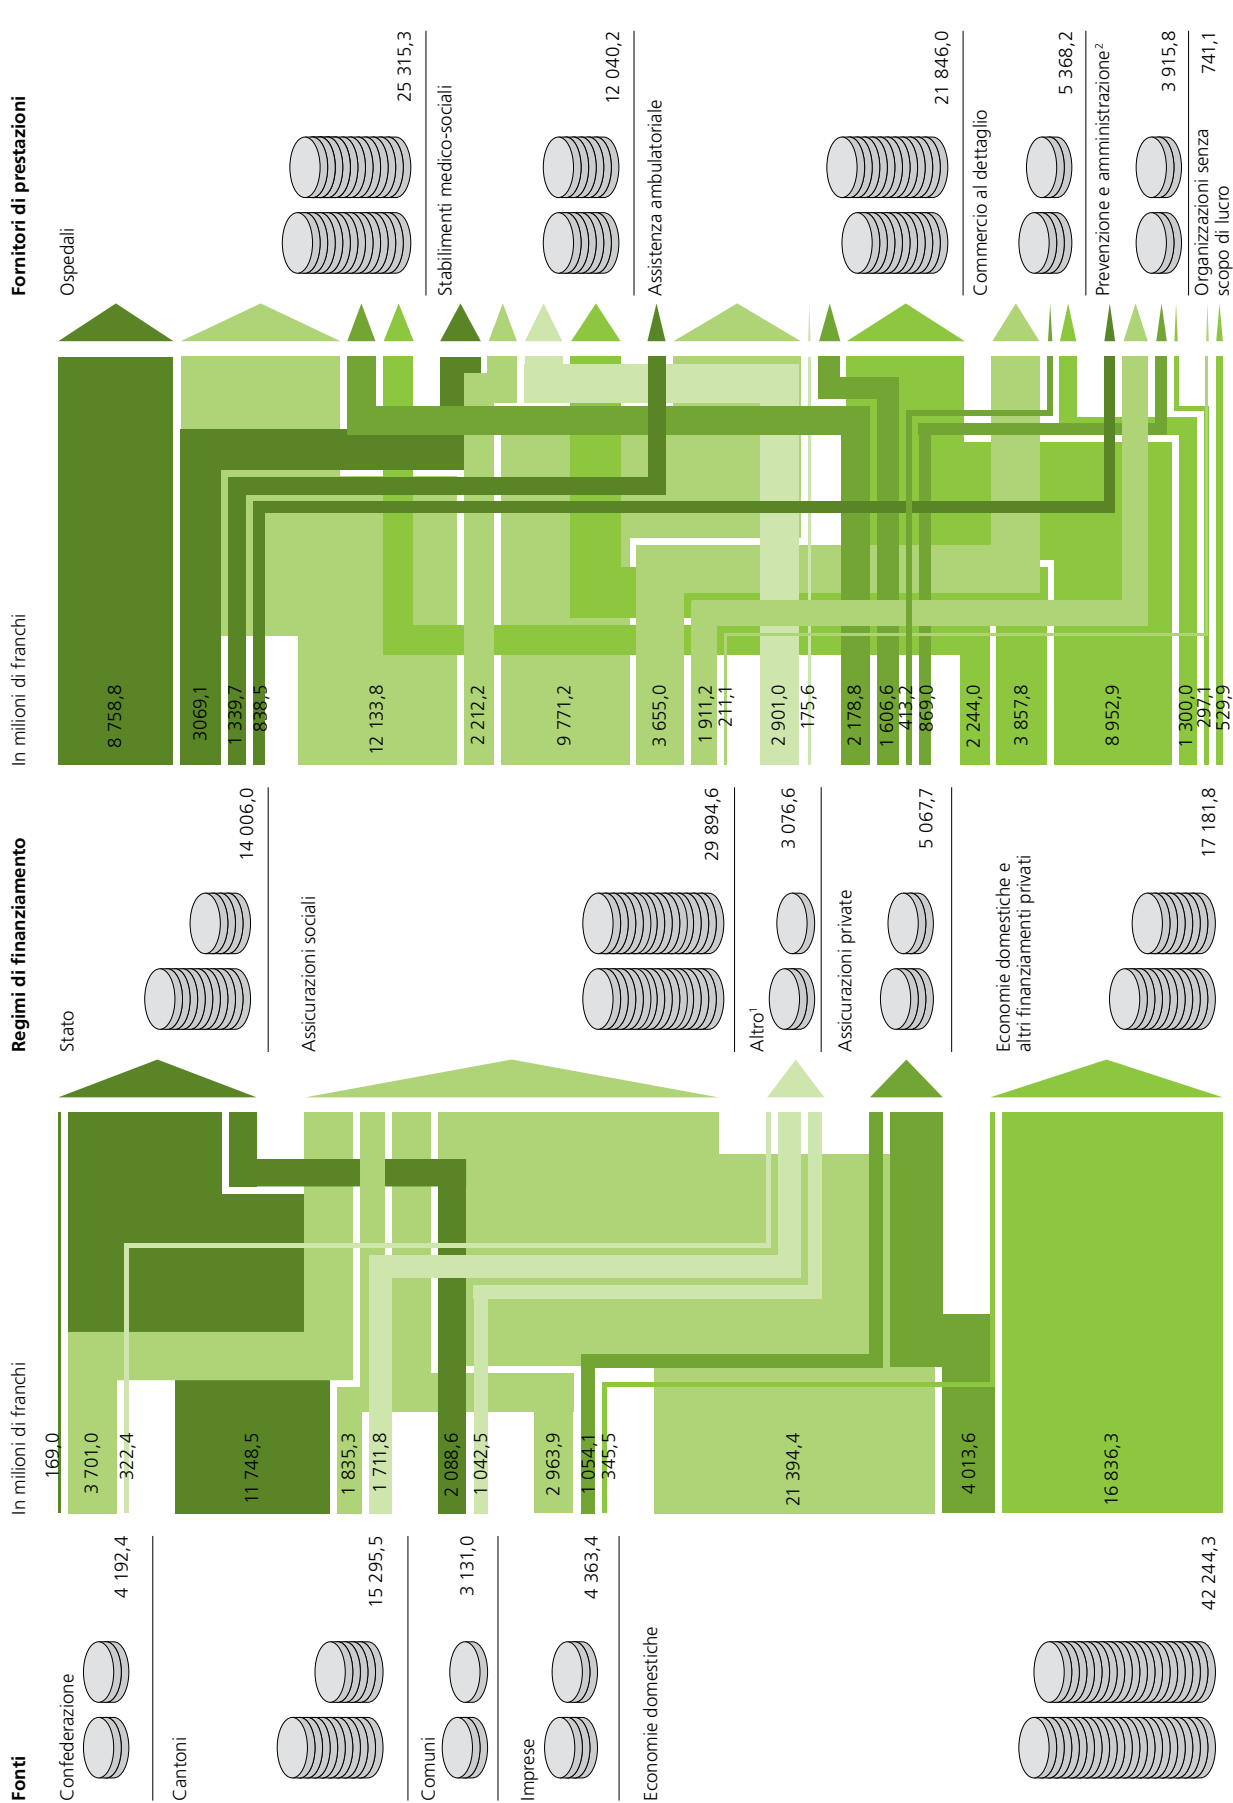 Fonti
Confederazione
4 192,4
Cantoni
15 295,5
Comuni
3 131,0
Imprese
4 363,4
Economie domestiche
42 244,3
In milioni di franchi
169,0
3 701,0
322,4
11 748,5
1 835,3
1 711,8
2 088,6
1 042,5
2 963,9
1 054,1
345,5
21 394,4
4 013,6
16 836,3
Regimi di finanziamento
Stato
14 006,0
Assicurazioni sociali
29 894,6
Altro¹
3 076,6
Assicurazioni private
5 067,7
Economie domestiche e
altri finanziamenti privati
17 181,8
In milioni di franchi
8 758,8
3069,1
1 339,7
838,5
12 133,8
2 212,2
9 771,2
3 655,0
1 911,2
211,1
2 901,0
175,6
2 178,8
1 606,6
413,2
869,0
2 244,0
3 857,8
8 952,9
1 300,0
297,1
529,9
Fornitori di prestazioni
Ospedali
25 315,3
Stabilimenti medico-sociali
12 040,2
Assistenza ambulatoriale
21 846,0
Commercio al dettaglio
5 368,2
Prevenzione e amministrazione²
3 915,8
Organizzazioni senza
scopo di lucro
741,1